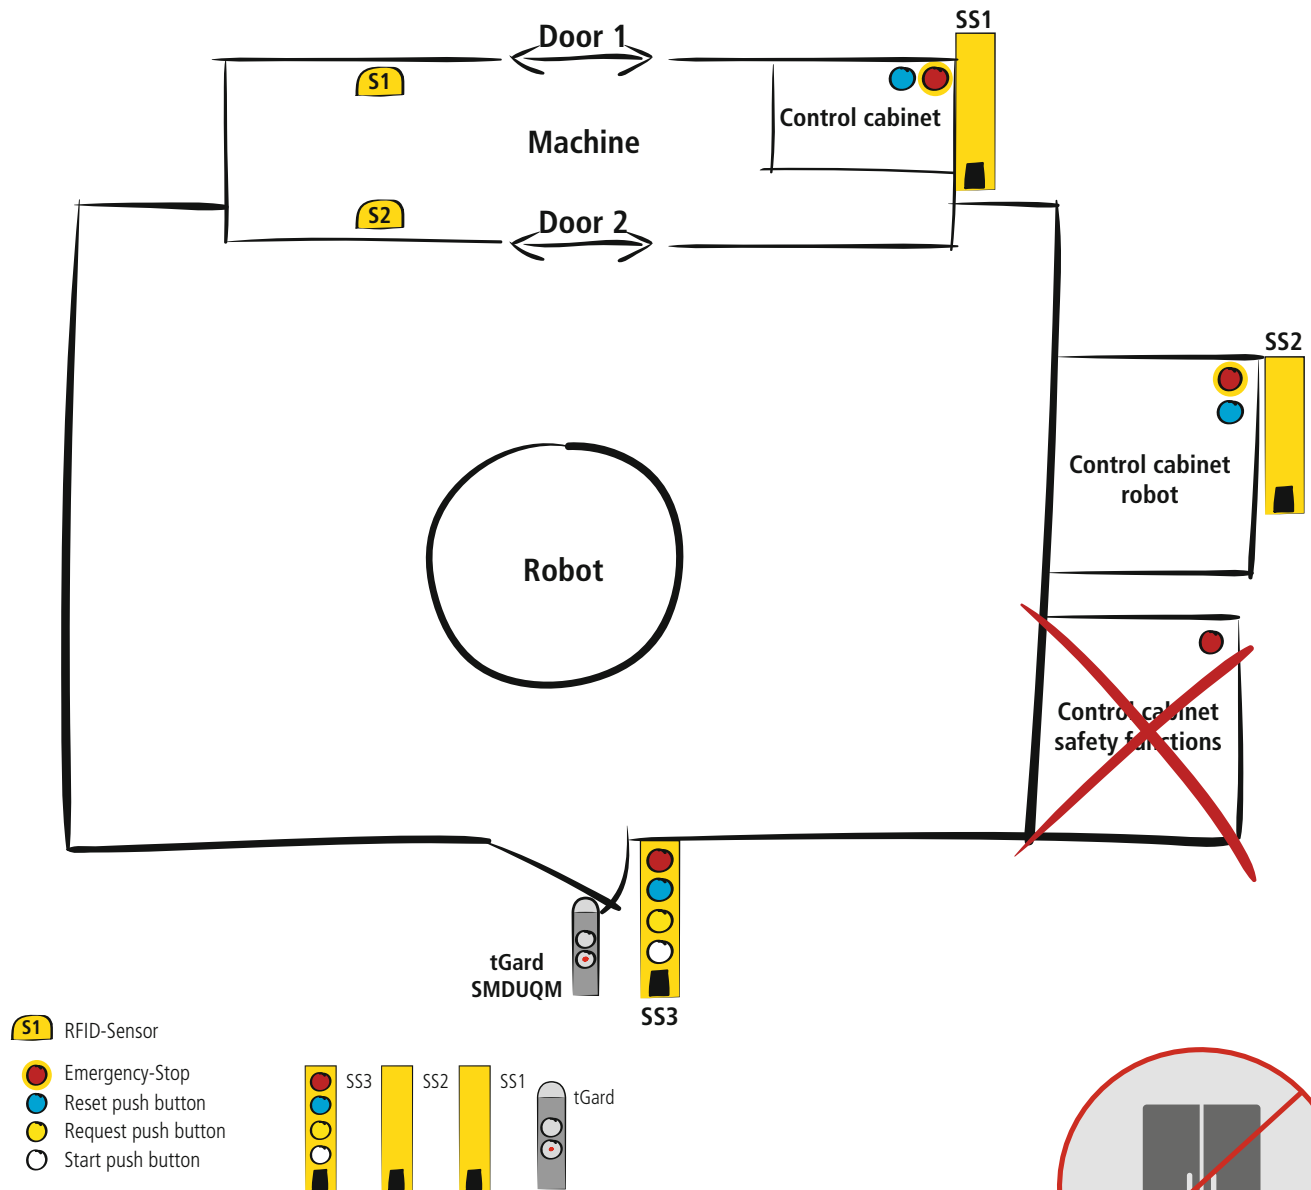 SS1
Door 1
S1
Control cabinet
Machine
S2
Door 2
SS2
Control cabinet
robot
Robot
Control cabinet
safety functions
tGard
SMDUQM
SS3
S1 RFID-Sensor
Emergency-Stop
Reset push button
Request push button
Start push button
SS3
SS2
SS1
tGard